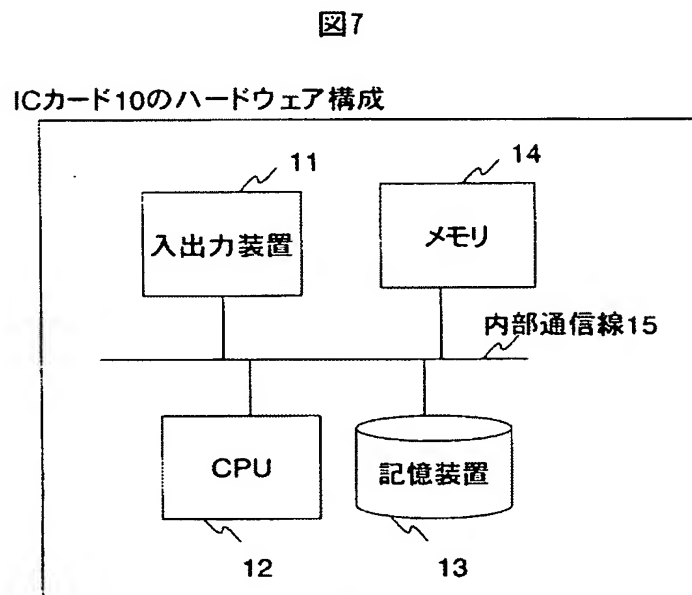 図7
ICカード10のハードウェア構成
11
14
入出力装置
メモリ
内部通信線15
CPU
記憶装置
12
13